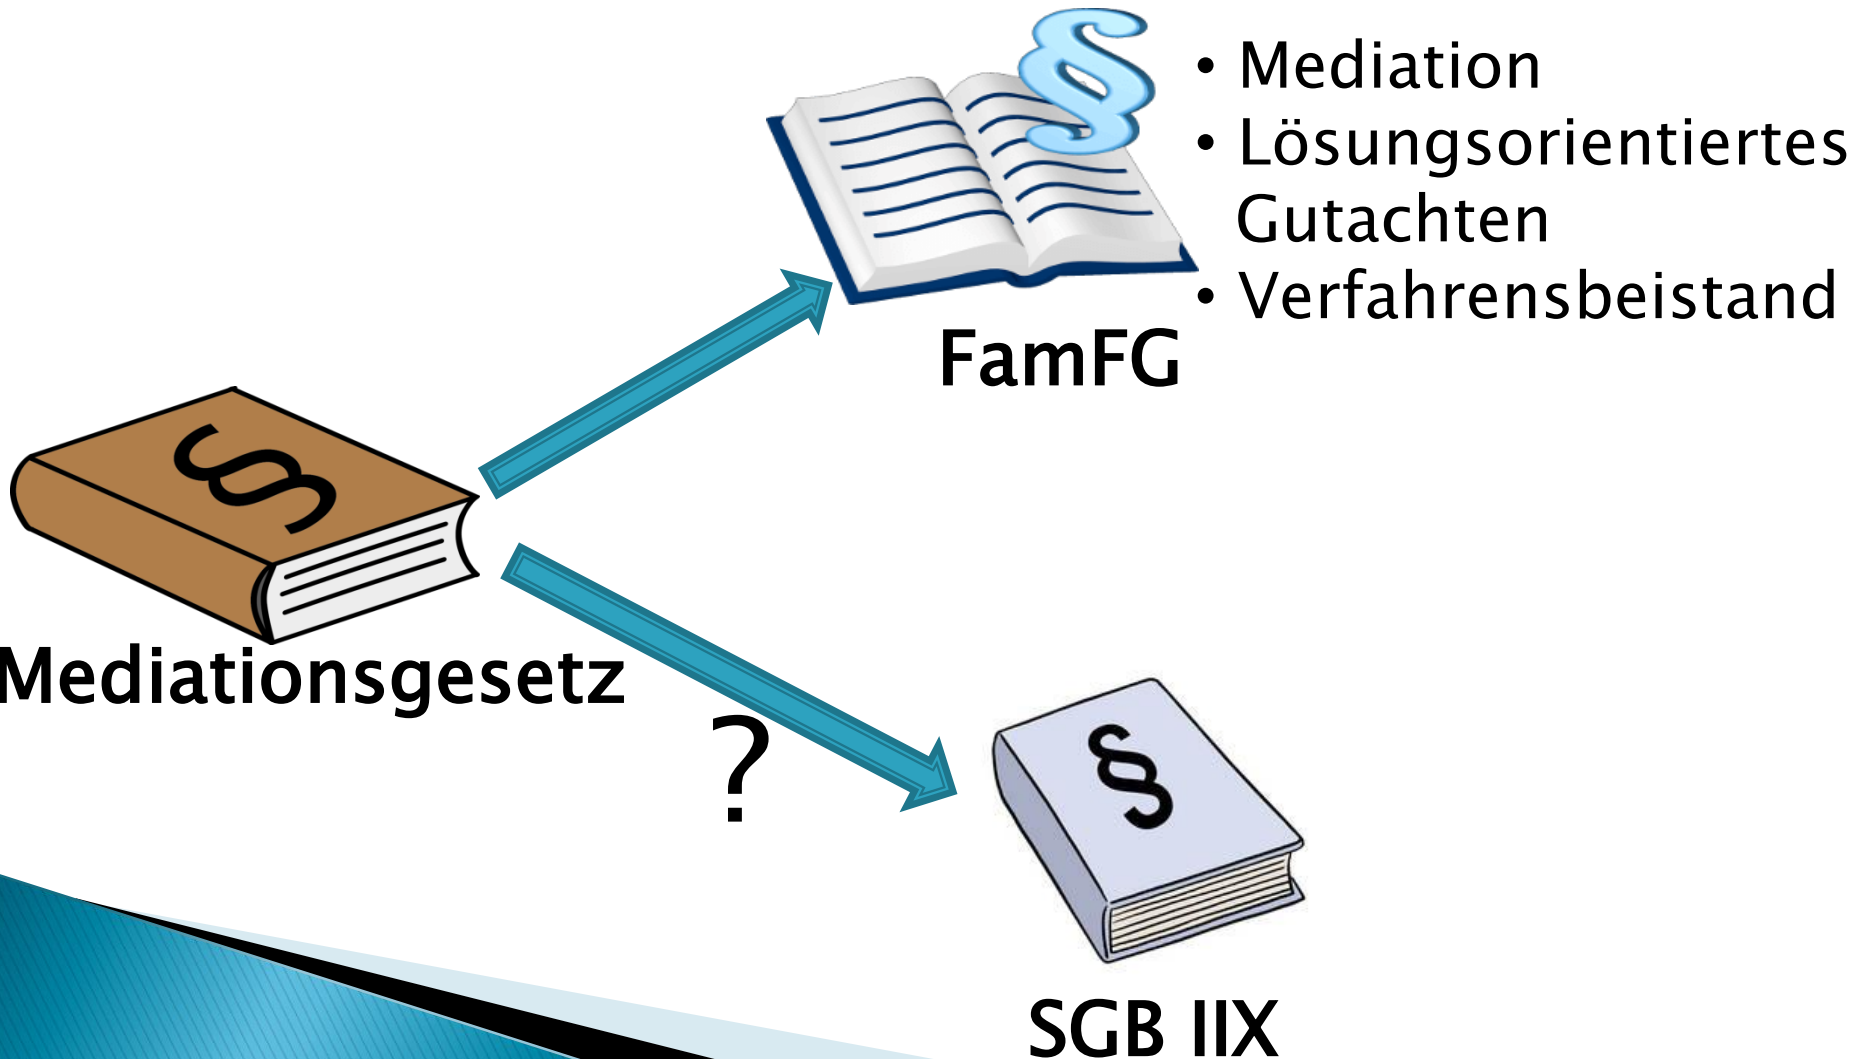 §
• Mediation
• Lösungsorientiertes
Gutachten
• Verfahrensbeistand
FamFG
§
Mediationsgesetz
?
§
SGB IIX